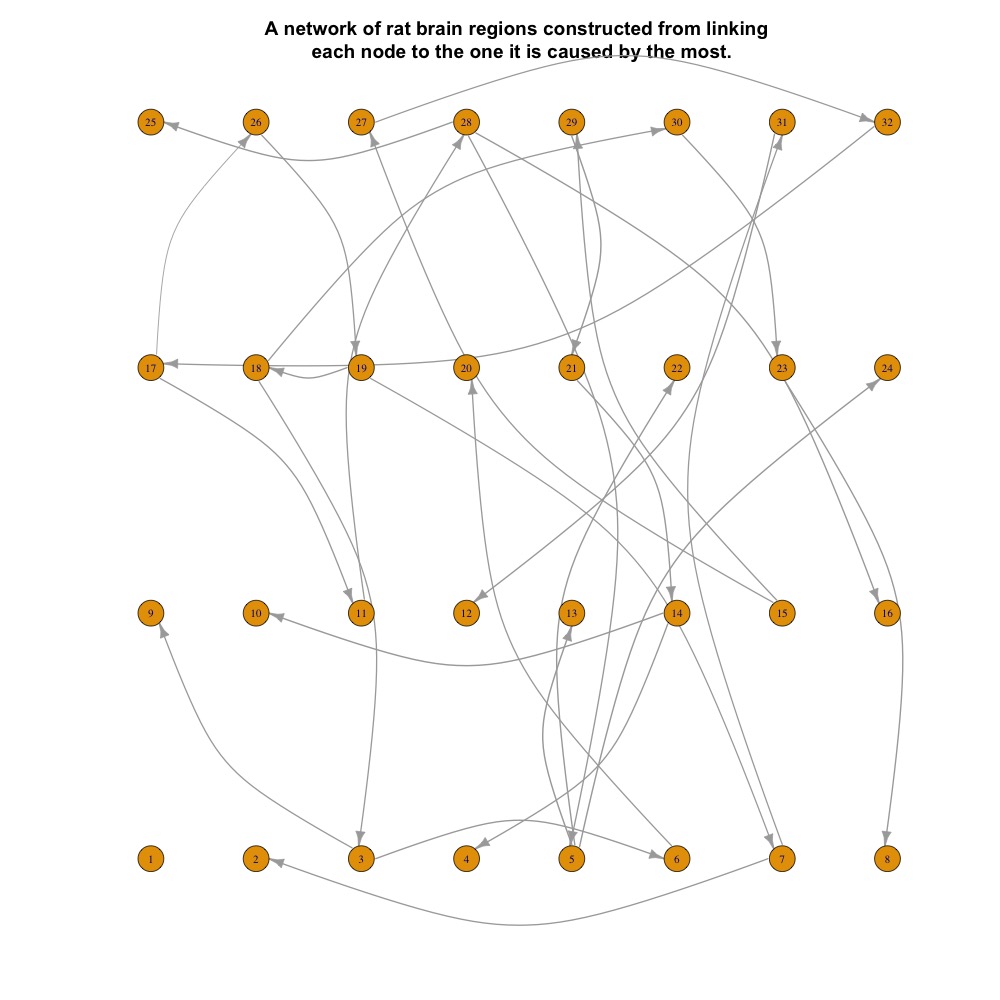 A network of rat brain regions constructed from linking
each node to the one it is caused by the most.
25 26 27 28 29 30 31 32
17 18 19 20 21 22 23 24
9 10 11 12 13 14 15 16
1 2 3 4 5 6 7 8